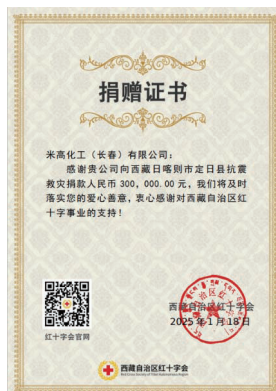 捐赠证书
米高化工（长春）有限公司：
感谢贵公司向西藏日喀则市定日县抗震
救灾捐款人民币 300，000.00 元，我们将及时
落实您的爱心善意，衷心感谢对西藏自治区红
十字事业的支持！
西藏自治区红十字会
2025 年 1 月 18 日
红十字会官网
西藏自治区红十字会